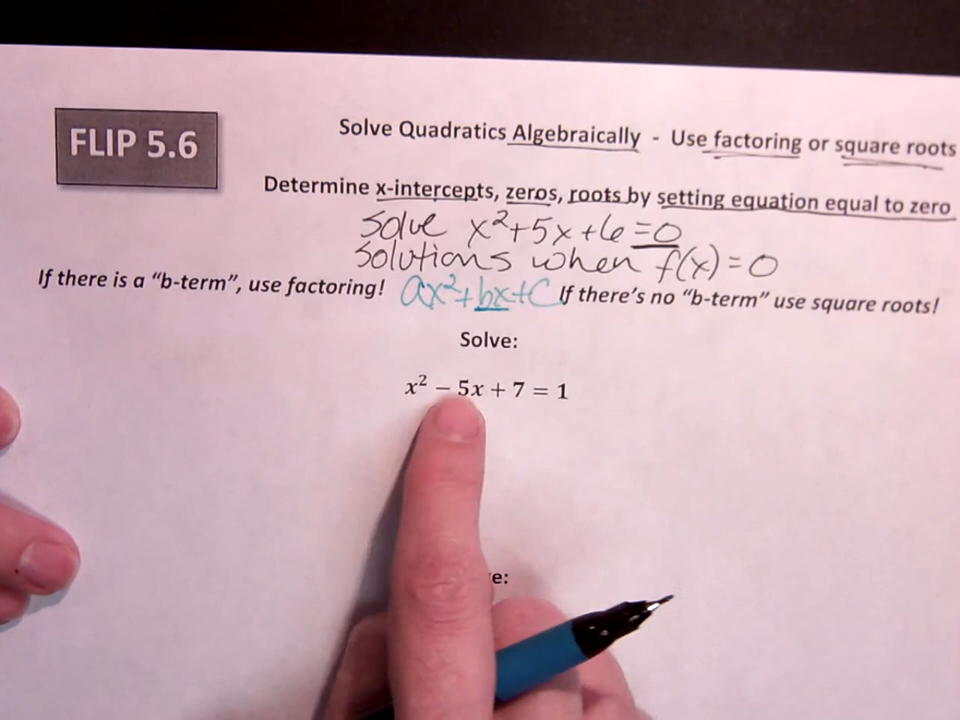 FLIP 5.6
Solve Quadratics Algebraically - Use factoring or square roots
Determine x-intercepts, zeros, roots by setting equation equal to zero
Solve x²+5x+6=0
Solutions when f(x)=0
If there is a “b-term”, use factoring! ax²+bx+C If there’s no “b-term” use square roots!
Solve:
x² − 5x + 7 = 1
e: